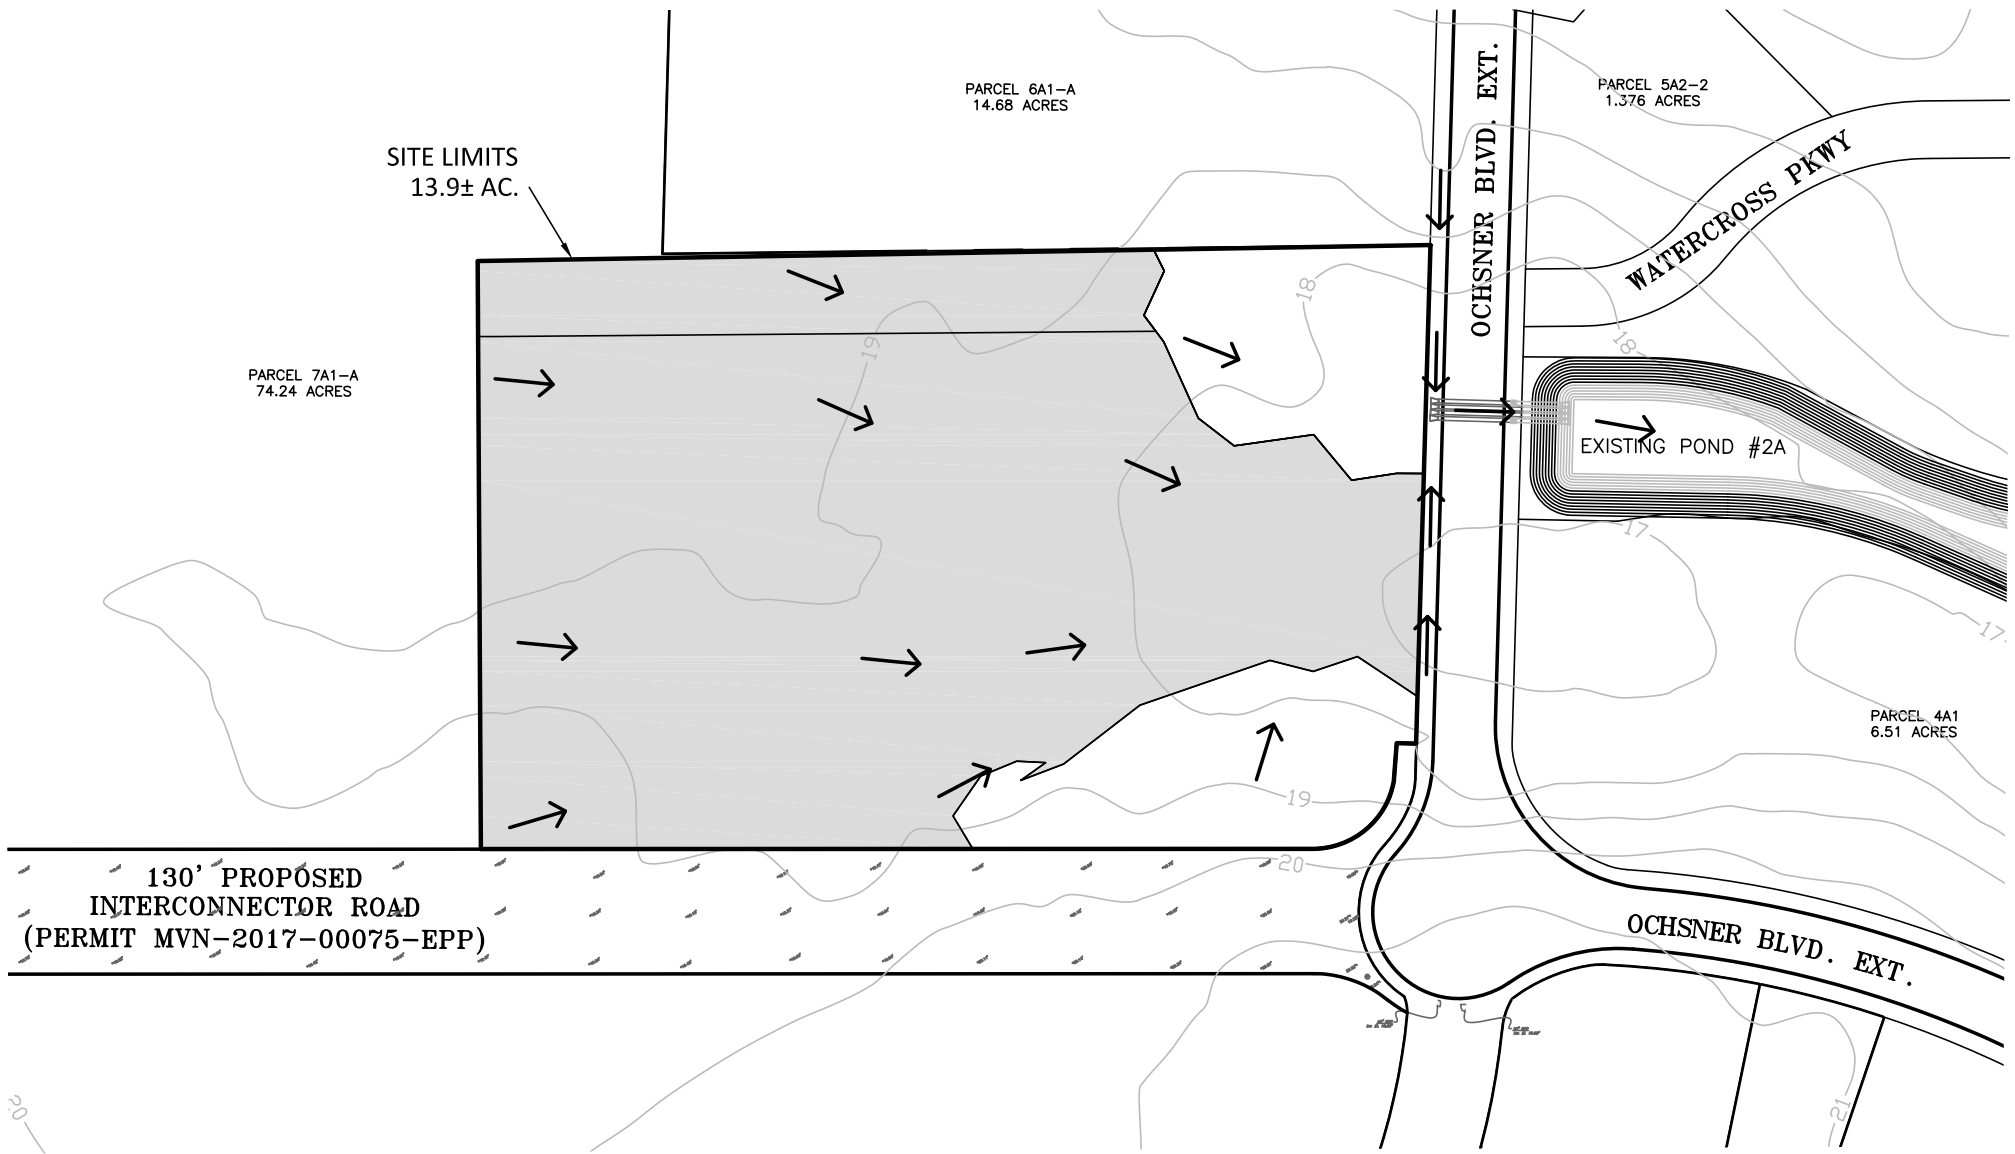 PARCEL 6A1-A
14.68 ACRES
PARCEL 5A2-2
1.376 ACRES
OCHSNER BLVD. EXT.
WATERCROSS PKWY
SITE LIMITS
13.9± AC.
18
19
18
PARCEL 7A1-A
74.24 ACRES
EXISTING POND #2A
17
17
PARCEL 4A1
6.51 ACRES
19
20
130' PROPOSED
INTERCONNECTOR ROAD
(PERMIT MVN-2017-00075-EPP)
OCHSNER BLVD. EXT.
20
21